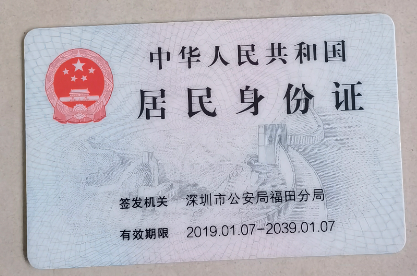 中华人民共和国
居民身份证
签发机关 深圳市公安局福田分局
有效期限 2019.01.07-2039.01.07